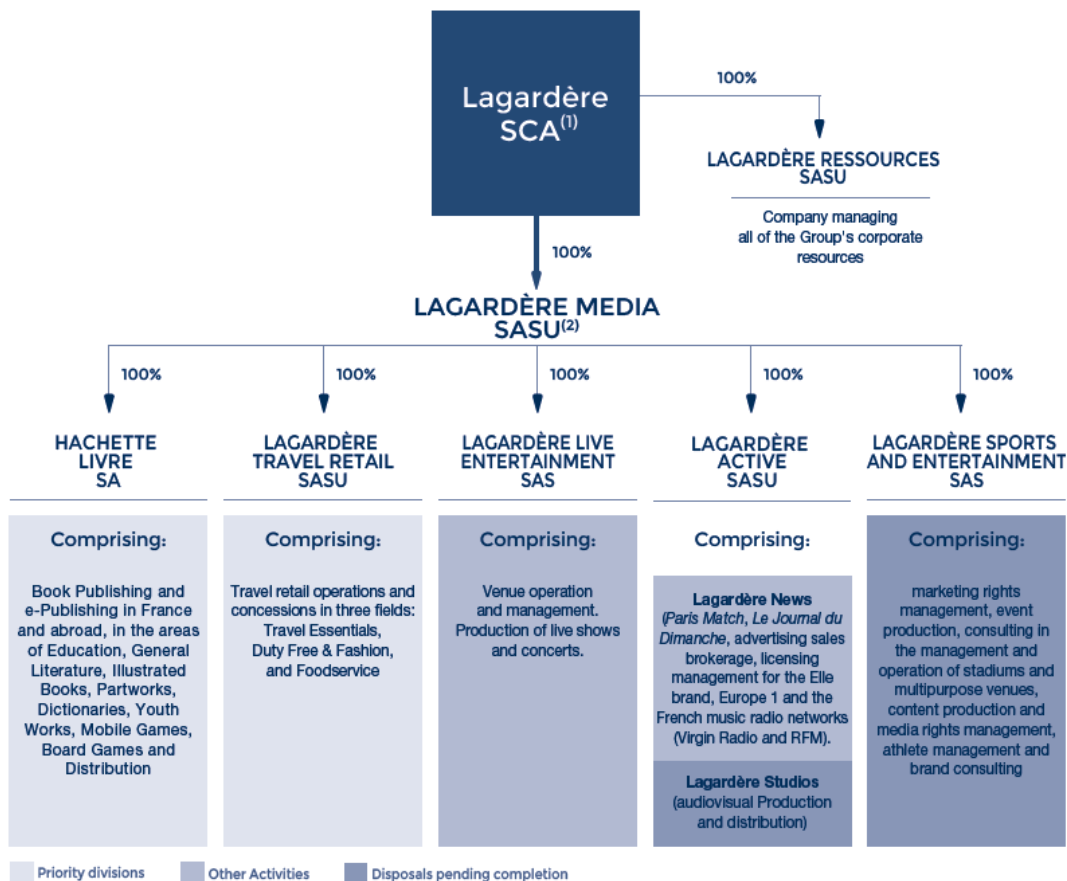 Lagardère
SCA(1)
100%
LAGARDÈRE RESSOURCES
SASU
Company managing
all of the Group's corporate
resources
100%
LAGARDÈRE MEDIA
SASU(2)
100%
100%
100%
100%
100%
HACHETTE
LIVRE
SA
Comprising:
Book Publishing and
e-Publishing in France
and abroad, in the areas
of Education, General
Literature, Illustrated
Books, Partworks,
Dictionaries, Youth
Works, Mobile Games,
Board Games and
Distribution
LAGARDÈRE
TRAVEL RETAIL
SASU
Comprising:
Travel retail operations and
concessions in three fields:
Travel Essentials,
Duty Free & Fashion,
and Foodservice
LAGARDÈRE LIVE
ENTERTAINMENT
SAS
Comprising:
Venue operation
and management.
Production of live shows
and concerts.
LAGARDÈRE
ACTIVE
SASU
Comprising:
Lagardère News
(Paris Match, Le Journal du
Dimanche, advertising sales
brokerage, licensing
management for the Elle
brand, Europe 1 and the
French music radio networks
(Virgin Radio and RFM).
Lagardère Studios
(audiovisual Production
and distribution)
LAGARDÈRE SPORTS
AND ENTERTAINMENT
SAS
Comprising:
marketing rights
management, event
production, consulting in
the management and
operation of stadiums and
multipurpose venues,
content production and
media rights management,
athlete management and
brand consulting
Priority divisions
Other Activities
Disposals pending completion